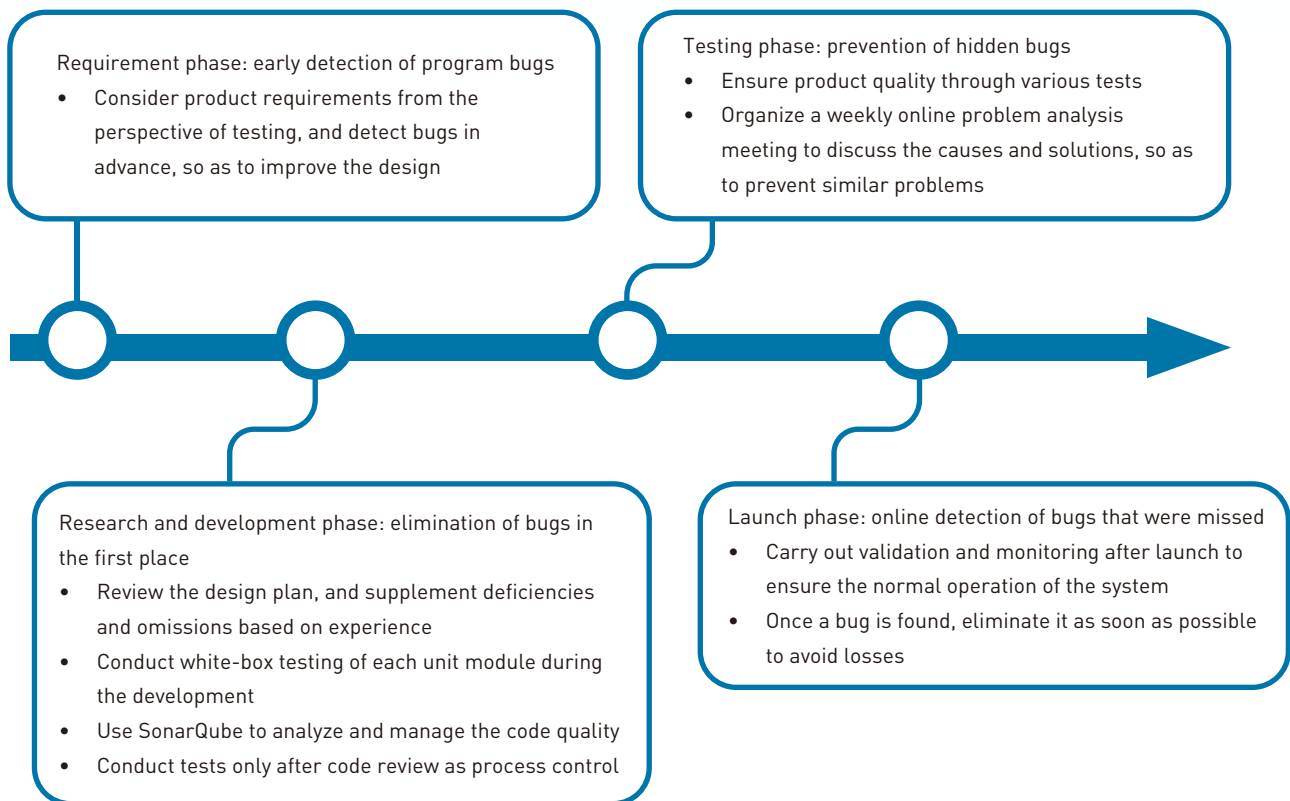 Requirement phase: early detection of program bugs
• Consider product requirements from the
perspective of testing, and detect bugs in
advance, so as to improve the design
Testing phase: prevention of hidden bugs
• Ensure product quality through various tests
• Organize a weekly online problem analysis
meeting to discuss the causes and solutions, so as
to prevent similar problems
Research and development phase: elimination of bugs in
the first place
• Review the design plan, and supplement deficiencies
and omissions based on experience
• Conduct white-box testing of each unit module during
the development
• Use SonarQube to analyze and manage the code quality
• Conduct tests only after code review as process control
Launch phase: online detection of bugs that were missed
• Carry out validation and monitoring after launch to
ensure the normal operation of the system
• Once a bug is found, eliminate it as soon as possible
to avoid losses